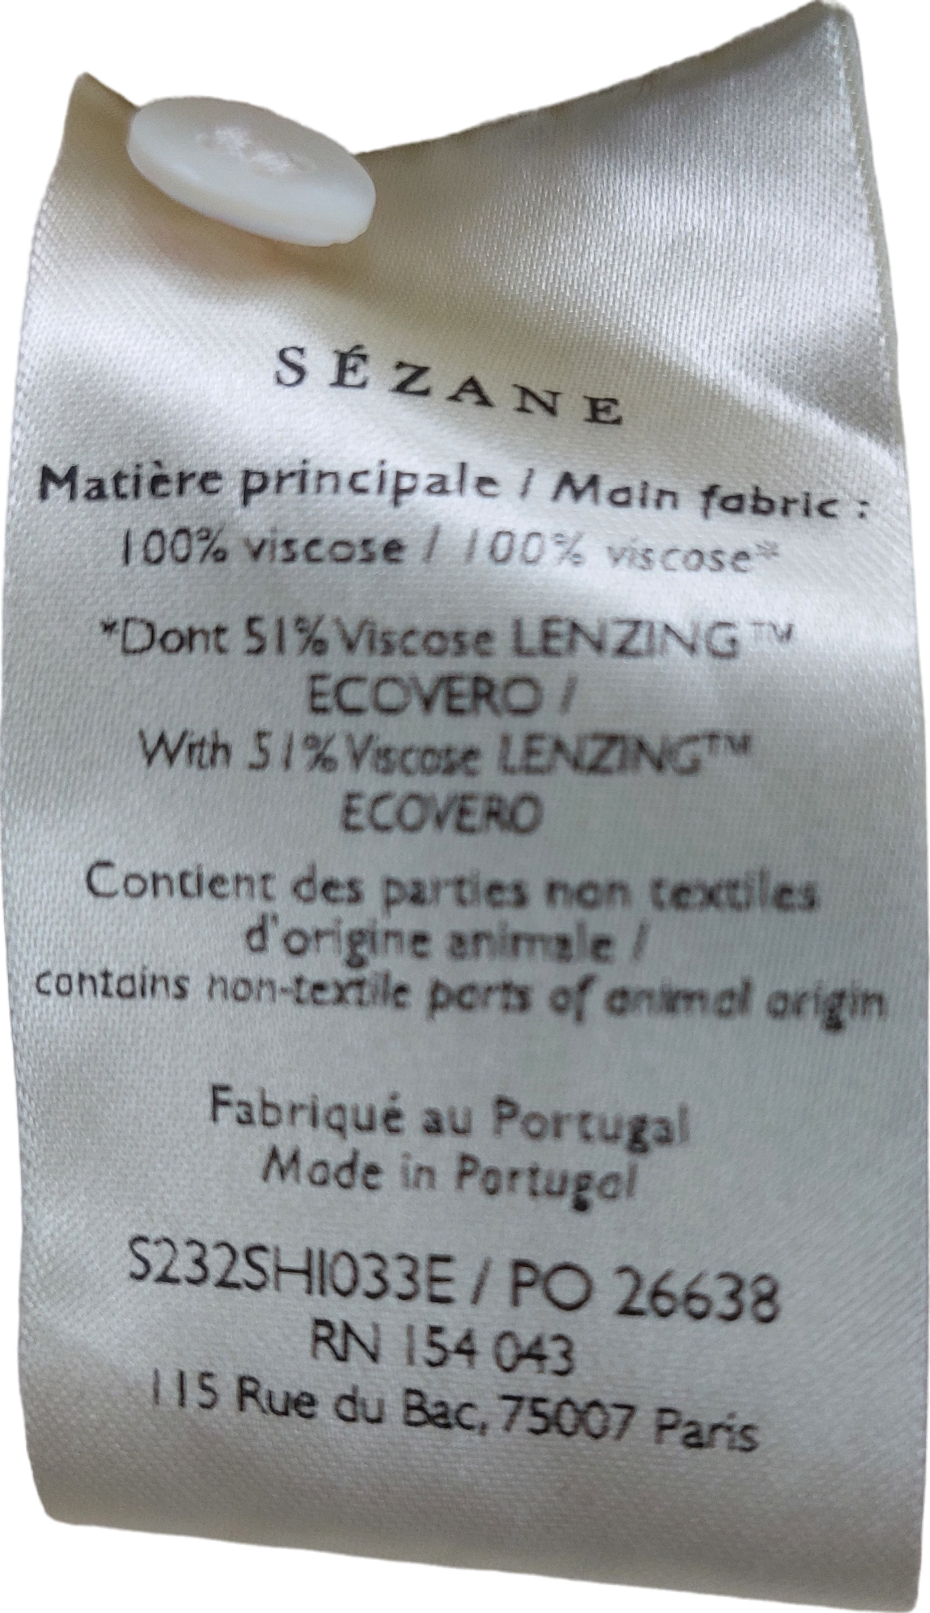 SÉZANE
Matière principale / Main fabric :
100% viscose / 100% viscose*
*Dont 51% Viscose LENZING™
ECOVERO /
With 51% Viscose LENZING™
ECOVERO
Contient des parties non textiles
d'origine animale /
contains non-textile parts of animal origin
Fabriqué au Portugal
Made in Portugal
S232SHI033E / PO 26638
RN 154 043
115 Rue du Bac, 75007 Paris